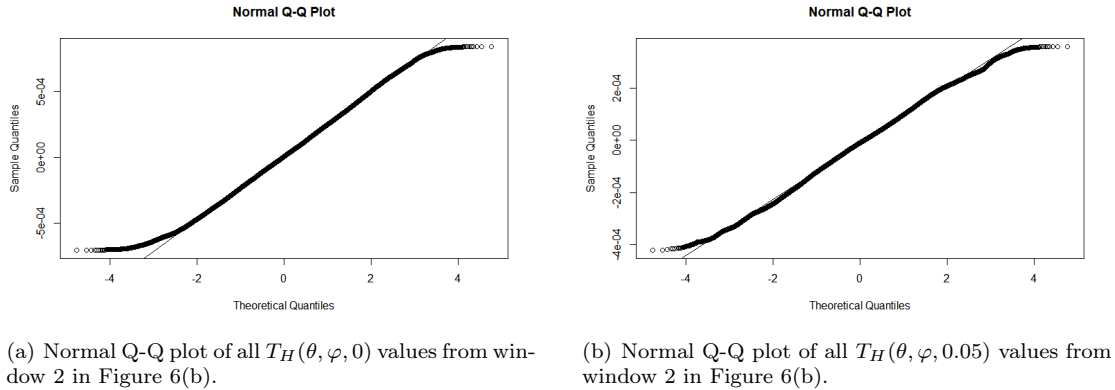 Normal Q-Q Plot
Sample Quantiles
5e-04
0e+00
-5e-04
-4 -2 0 2 4
Theoretical Quantiles
(a) Normal Q-Q plot of all T_H(θ, φ, 0) values from win-
dow 2 in Figure 6(b).
Normal Q-Q Plot
Sample Quantiles
2e-04
0e+00
-2e-04
-4e-04
-4 -2 0 2 4
Theoretical Quantiles
(b) Normal Q-Q plot of all T_H(θ, φ, 0.05) values from
window 2 in Figure 6(b).